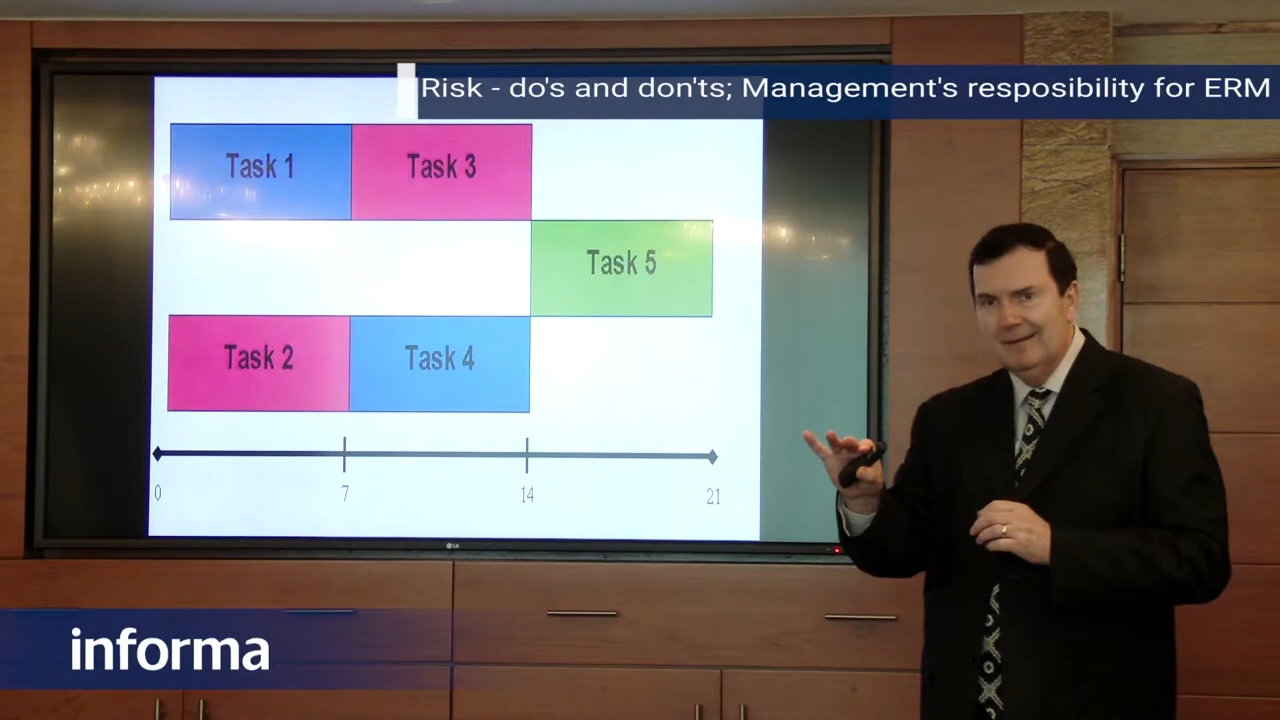 Risk - do's and don'ts; Management's resposibility for ERM
Task 1
Task 3
Task 5
Task 2
Task 4
0 7 14 21
LG
informa